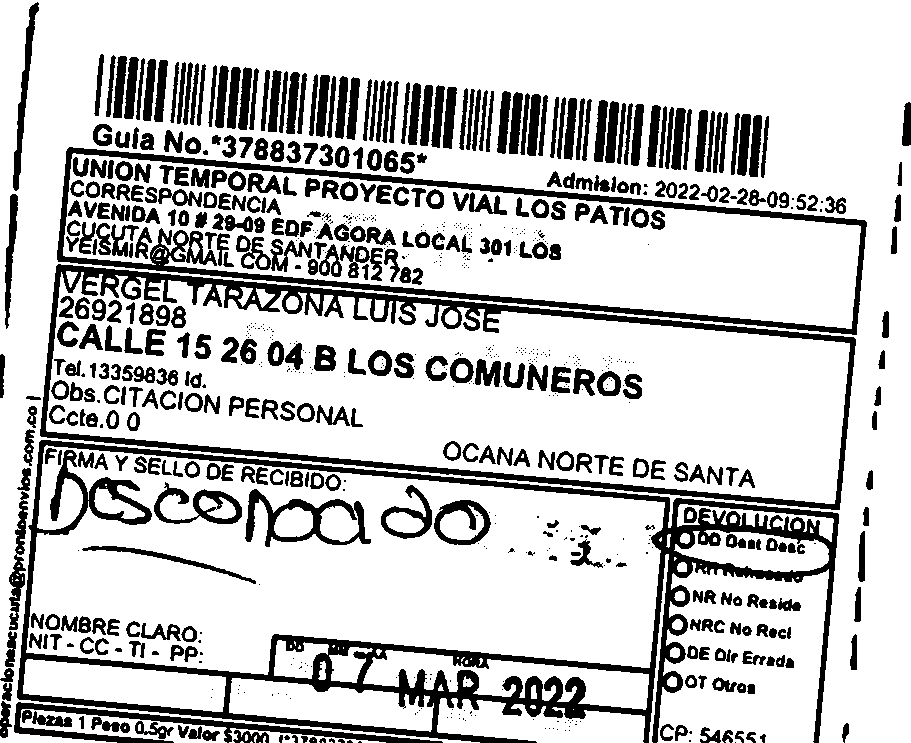 Guia No.*378837301065*
Admision: 2022-02-28-09:52:36
UNION TEMPORAL PROYECTO VIAL LOS PATIOS
CORRESPONDENCIA
AVENIDA 10 # 29-09 EDF AGORA LOCAL 301 LOS
CUCUTA NORTE DE SANTANDER
YEISMIR@GMAIL COM - 900 812 782
VERGEL TARAZONA LUIS JOSE
26921898
CALLE 15 26 04 B LOS COMUNEROS
Tel.13359836 Id.
Obs.CITACION PERSONAL
Ccte.0 0
OCANA NORTE DE SANTA
FIRMA Y SELLO DE RECIBIDO:
Desconocido
DEVOLUCION
DD Dest Desc
RH Rehusado
NR No Reside
NRC No Recl
DE Dir Errada
OT Otros
NOMBRE CLARO:
NIT - CC - TI - PP:
DD MM AA HORA
07 MAR 2022
CP: 546551
Piezas 1 Peso 0.5gr Valor $3000
operacionescucuta@prontoenvios.com.co